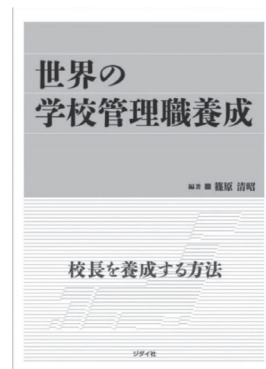 世界の
学校管理職養成
編著 ■ 篠原 清昭
校長を養成する方法
ジダイ社